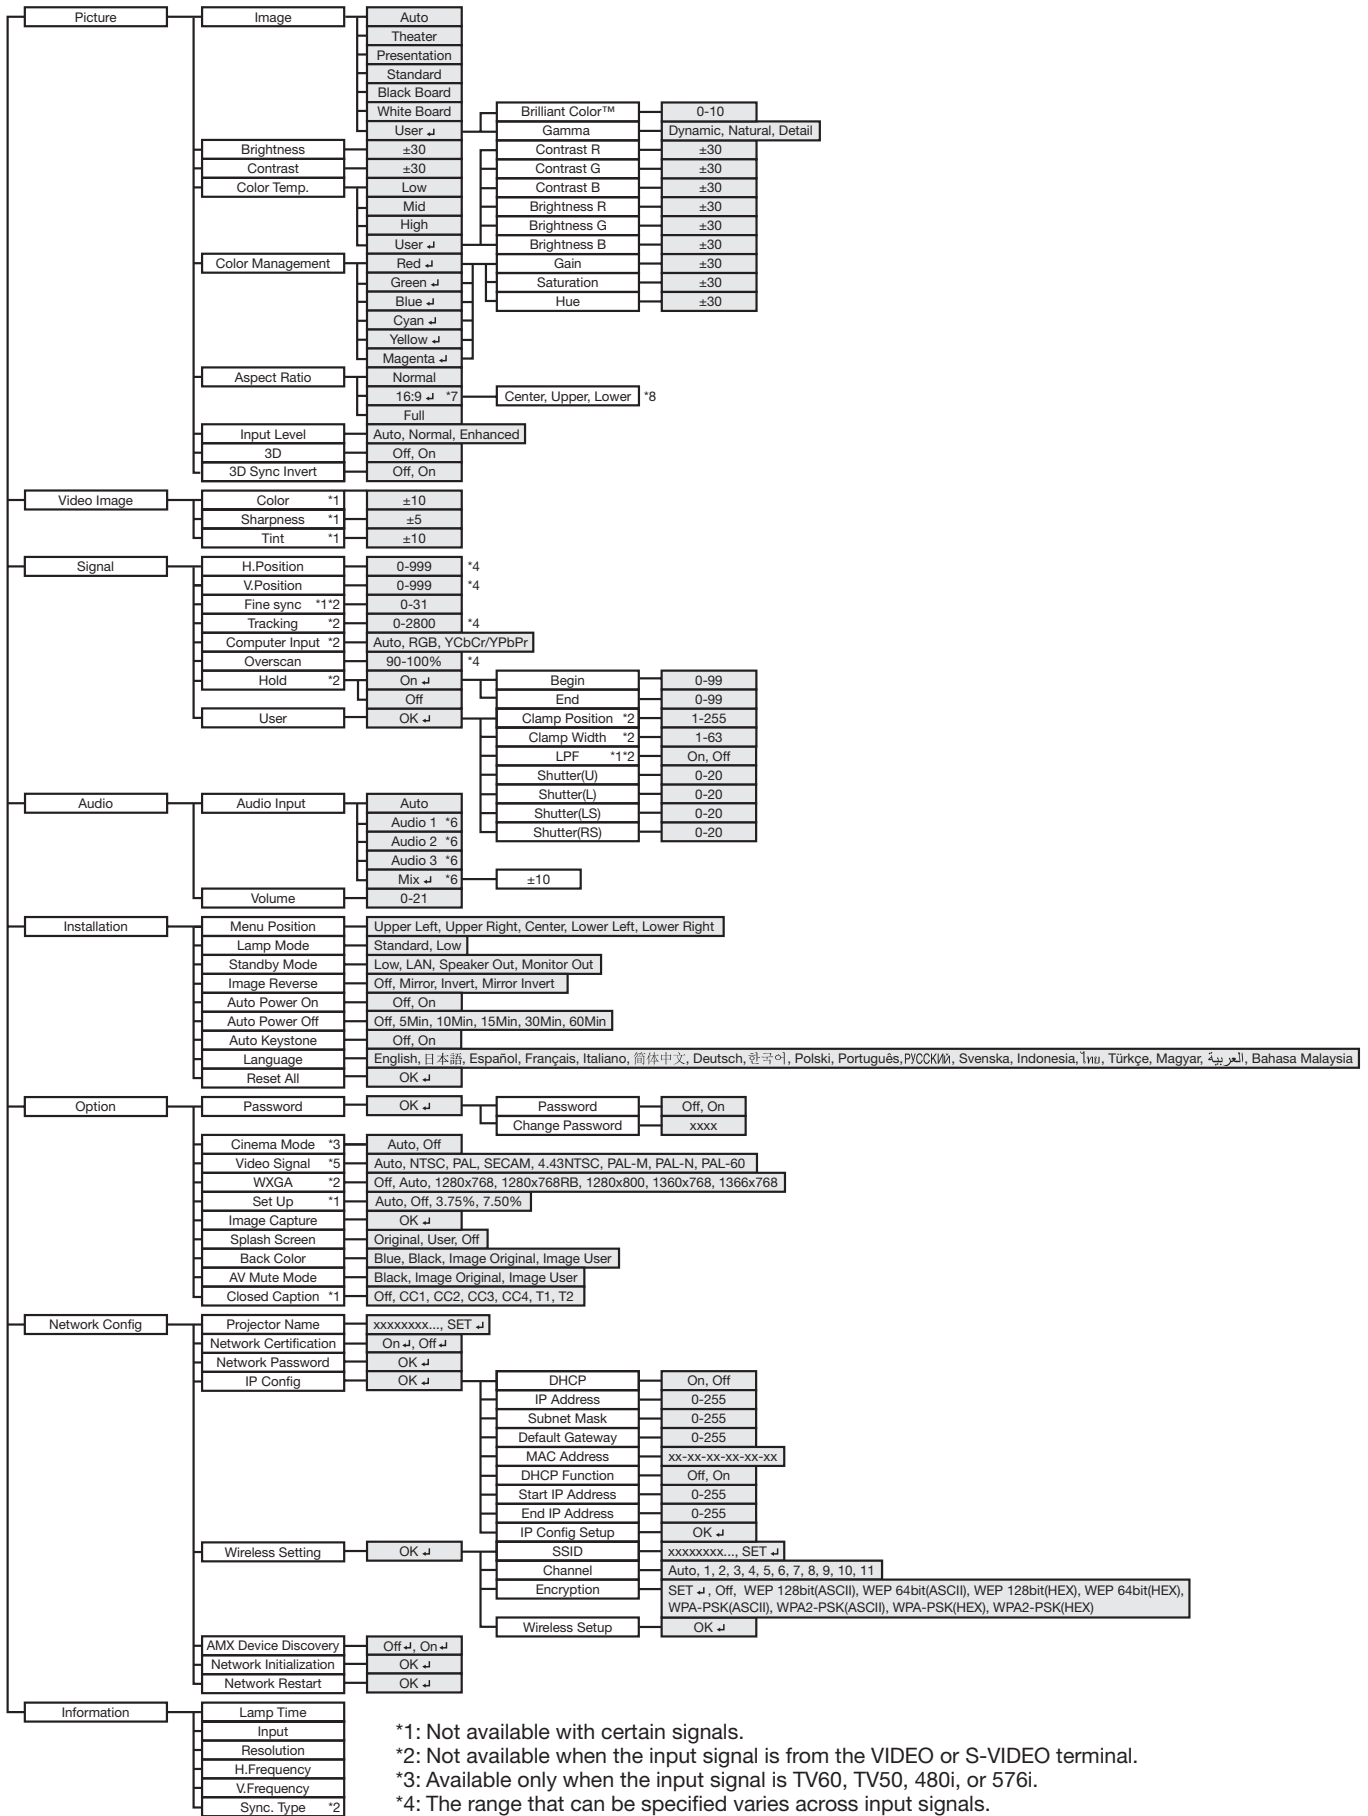 Picture
Image
Auto
Theater
Presentation
Standard
Black Board
White Board
User ↵
Brilliant Color™ 0-10
Gamma Dynamic, Natural, Detail
Brightness ±30
Contrast ±30
Color Temp.
Low
Mid
High
User ↵
Contrast R ±30
Contrast G ±30
Contrast B ±30
Brightness R ±30
Brightness G ±30
Brightness B ±30
Color Management
Red ↵
Green ↵
Blue ↵
Cyan ↵
Yellow ↵
Magenta ↵
Gain ±30
Saturation ±30
Hue ±30
Aspect Ratio
Normal
16:9 ↵ *7 Center, Upper, Lower *8
Full
Input Level Auto, Normal, Enhanced
3D Off, On
3D Sync Invert Off, On
Video Image
Color *1 ±10
Sharpness *1 ±5
Tint *1 ±10
Signal
H.Position 0-999 *4
V.Position 0-999 *4
Fine sync *1*2 0-31
Tracking *2 0-2800 *4
Computer Input *2 Auto, RGB, YCbCr/YPbPr
Overscan 90-100% *4
Hold *2
On ↵
Off
Begin 0-99
End 0-99
User OK ↵
Clamp Position *2 1-255
Clamp Width *2 1-63
LPF *1*2 On, Off
Shutter(U) 0-20
Shutter(L) 0-20
Shutter(LS) 0-20
Shutter(RS) 0-20
Audio
Audio Input
Auto
Audio 1 *6
Audio 2 *6
Audio 3 *6
Mix ↵ *6 ±10
Volume 0-21
Installation
Menu Position Upper Left, Upper Right, Center, Lower Left, Lower Right
Lamp Mode Standard, Low
Standby Mode Low, LAN, Speaker Out, Monitor Out
Image Reverse Off, Mirror, Invert, Mirror Invert
Auto Power On Off, On
Auto Power Off Off, 5Min, 10Min, 15Min, 30Min, 60Min
Auto Keystone Off, On
Language English, 日本語, Español, Français, Italiano, 简体中文, Deutsch, 한국어, Polski, Português, РУССКИЙ, Svenska, Indonesia, ไทย, Türkçe, Magyar, العربية, Bahasa Malaysia
Reset All OK ↵
Option
Password OK ↵
Password Off, On
Change Password xxxx
Cinema Mode *3 Auto, Off
Video Signal *5 Auto, NTSC, PAL, SECAM, 4.43NTSC, PAL-M, PAL-N, PAL-60
WXGA *2 Off, Auto, 1280x768, 1280x768RB, 1280x800, 1360x768, 1366x768
Set Up *1 Auto, Off, 3.75%, 7.50%
Image Capture OK ↵
Splash Screen Original, User, Off
Back Color Blue, Black, Image Original, Image User
AV Mute Mode Black, Image Original, Image User
Closed Caption *1 Off, CC1, CC2, CC3, CC4, T1, T2
Network Config
Projector Name xxxxxxxx..., SET ↵
Network Certification On↵, Off↵
Network Password OK ↵
IP Config OK ↵
DHCP On, Off
IP Address 0-255
Subnet Mask 0-255
Default Gateway 0-255
MAC Address xx-xx-xx-xx-xx-xx
DHCP Function Off, On
Start IP Address 0-255
End IP Address 0-255
IP Config Setup OK ↵
Wireless Setting OK ↵
SSID xxxxxxxx..., SET ↵
Channel Auto, 1, 2, 3, 4, 5, 6, 7, 8, 9, 10, 11
Encryption SET ↵, Off, WEP 128bit(ASCII), WEP 64bit(ASCII), WEP 128bit(HEX), WEP 64bit(HEX),
WPA-PSK(ASCII), WPA2-PSK(ASCII), WPA-PSK(HEX), WPA2-PSK(HEX)
Wireless Setup OK ↵
AMX Device Discovery Off↵, On↵
Network Initialization OK ↵
Network Restart OK ↵
Information
Lamp Time
Input
Resolution
H.Frequency
V.Frequency
Sync. Type *2
*1: Not available with certain signals.
*2: Not available when the input signal is from the VIDEO or S-VIDEO terminal.
*3: Available only when the input signal is TV60, TV50, 480i, or 576i.
*4: The range that can be specified varies across input signals.